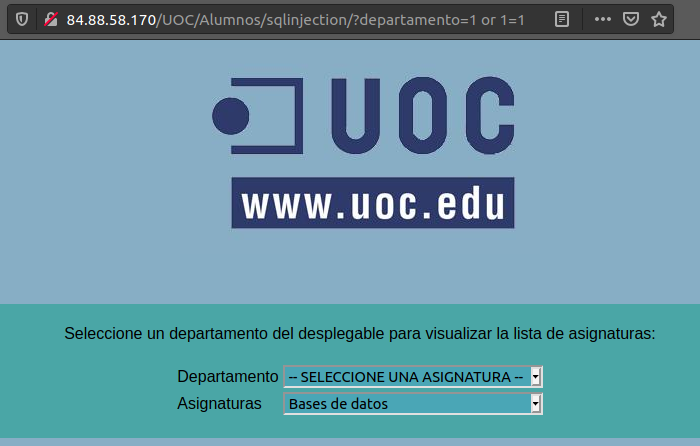 84.88.58.170/UOC/Alumnos/sqlinjection/?departamento=1 or 1=1
UOC
www.uoc.edu
Seleccione un departamento del desplegable para visualizar la lista de asignaturas:
Departamento -- SELECCIONE UNA ASIGNATURA --
Asignaturas Bases de datos